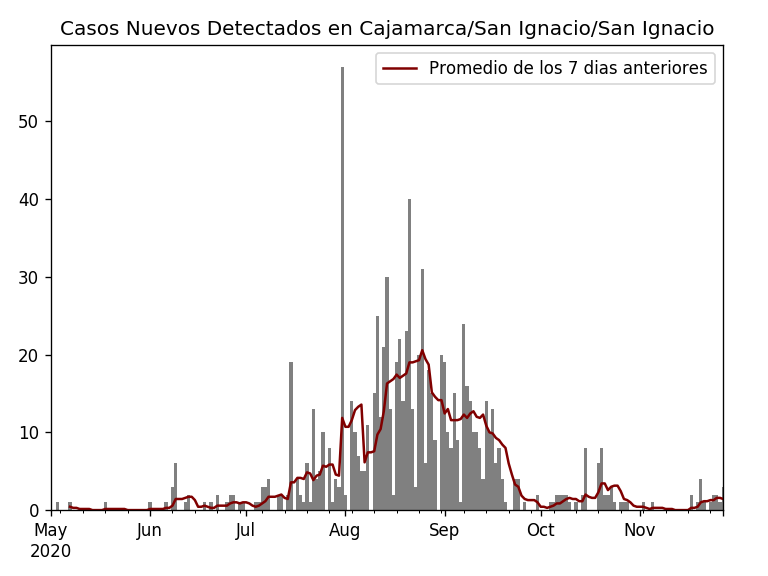 Casos Nuevos Detectados en Cajamarca/San Ignacio/San Ignacio
Promedio de los 7 dias anteriores
50
40
30
20
10
0
May Jun Jul Aug Sep Oct Nov
2020